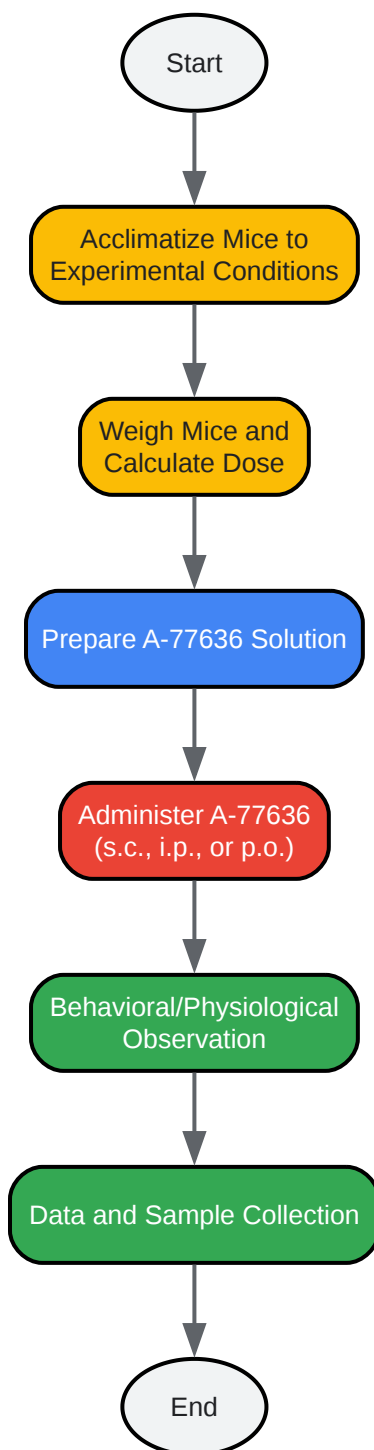 Start
Acclimatize Mice to
Experimental Conditions
Weigh Mice and
Calculate Dose
Prepare A-77636 Solution
Administer A-77636
(s.c., i.p., or p.o.)
Behavioral/Physiological
Observation
Data and Sample Collection
End